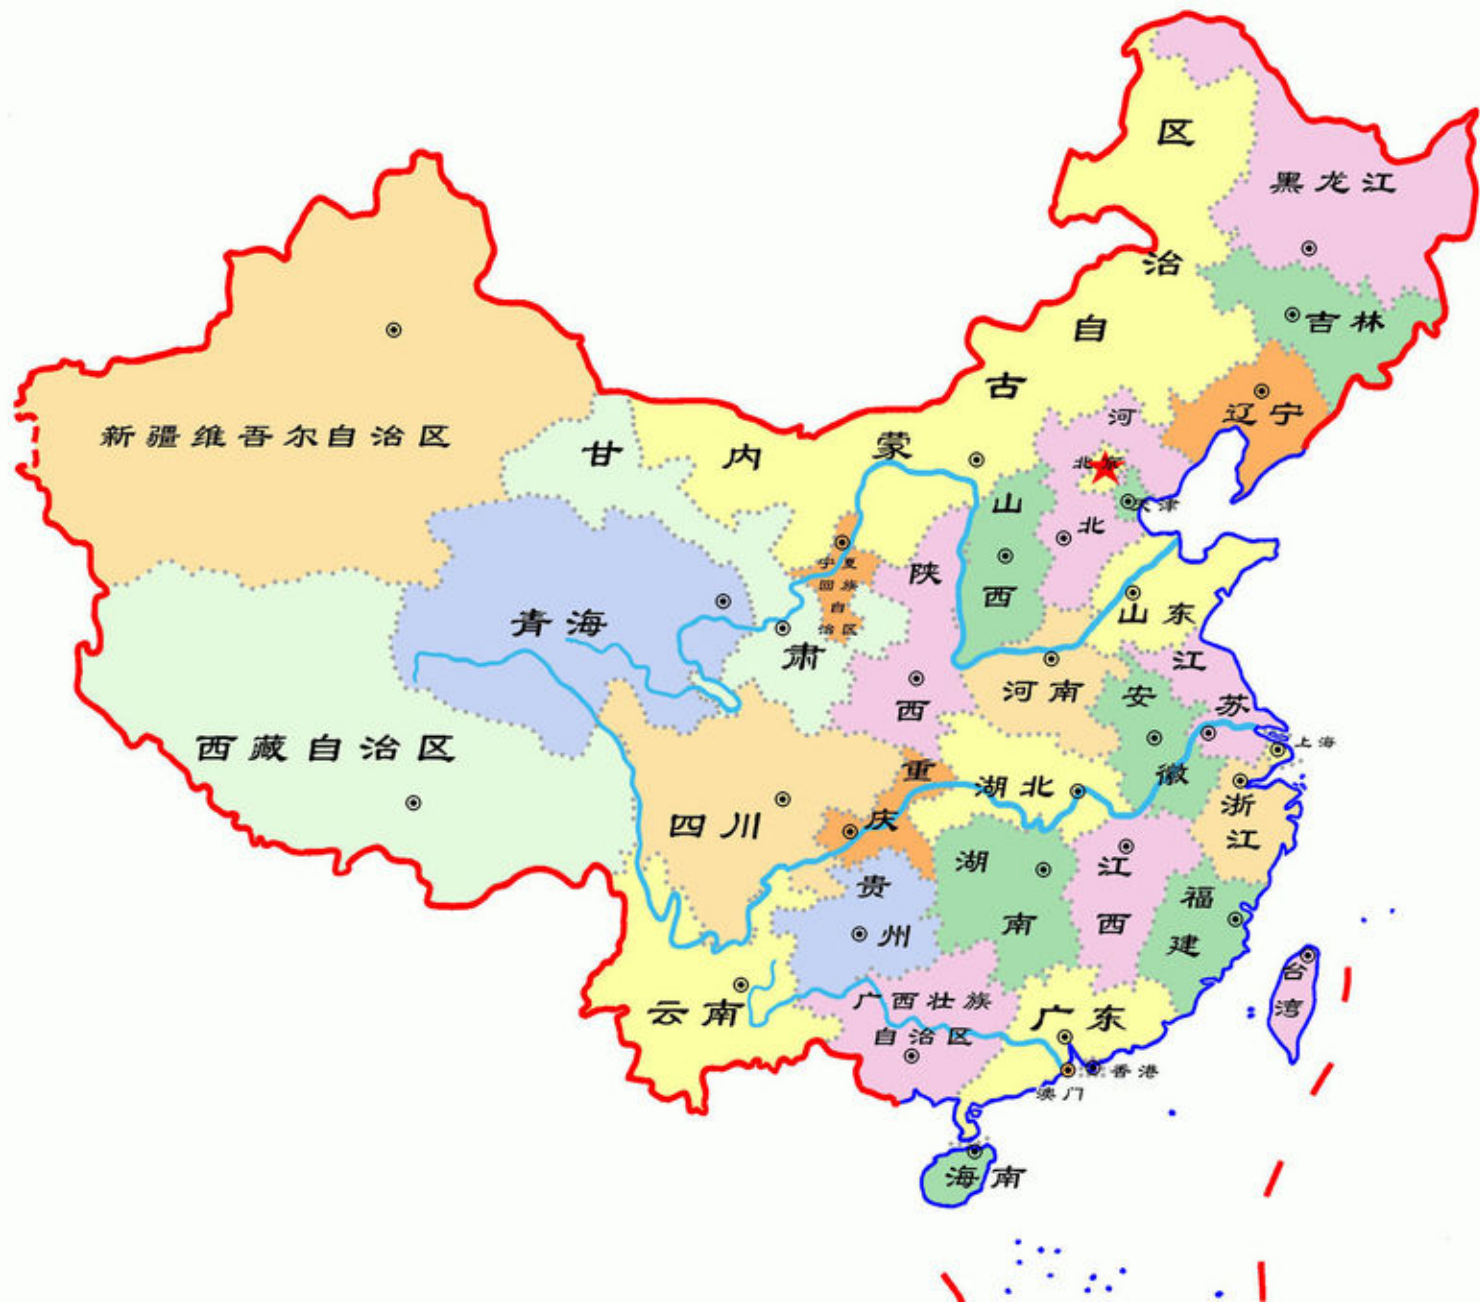 黑龙江
吉林
辽宁
内蒙古自治区
新疆维吾尔自治区
甘肃
青海
西藏自治区
宁夏
回族
自
治区
陕西
山西
河北
北京
天津
山东
河南
江苏
安徽
上海
浙江
湖北
重庆
四川
贵州
湖南
江西
福建
台湾
云南
广西壮族
自治区
广东
香港
澳门
海南